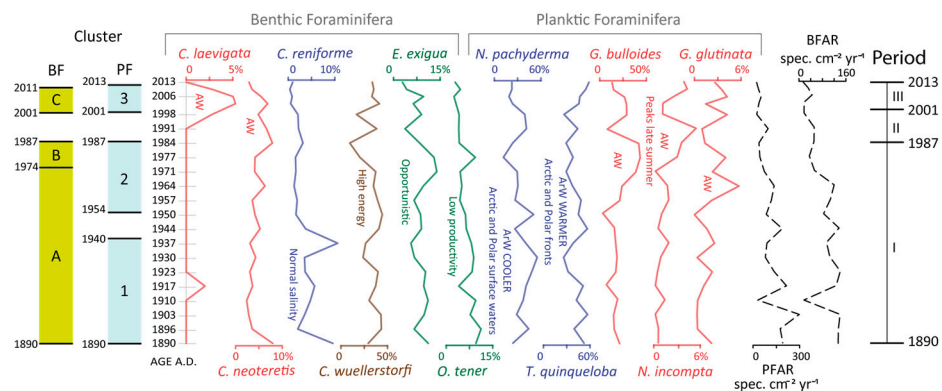 Benthic Foraminifera
Planktic Foraminifera
Cluster
BF
PF
C. laevigata
0 5%
C. reniforme
0 10%
E. exigua
0 15%
N. pachyderma
0 60%
G. bulloides
0 50%
G. glutinata
0 6%
BFAR
spec. cm⁻² yr⁻¹
0 160
Period
2011
C
2001
1987
B
1974
A
1890
2013
3
2001
1987
2
1954
1940
1
1890
2013
2006
1998
1991
1984
1977
1971
1964
1957
1950
1944
1937
1930
1923
1917
1910
1903
1896
1890
AGE A.D.
AW
AW
Normal salinity
High energy
Opportunistic
Low productivity
ArW COOLER
Arctic and Polar surface waters
ArW WARMER
Arctic and Polar fronts
AW
Peaks late summer
AW
AW
2013
III
2001
II
1987
I
1890
0 10%
C. neoteretis
0 50%
C. wuellerstorfi
0 15%
O. tener
0 60%
T. quinqueloba
0 6%
N. incompta
0 300
PFAR
spec. cm⁻² yr⁻¹